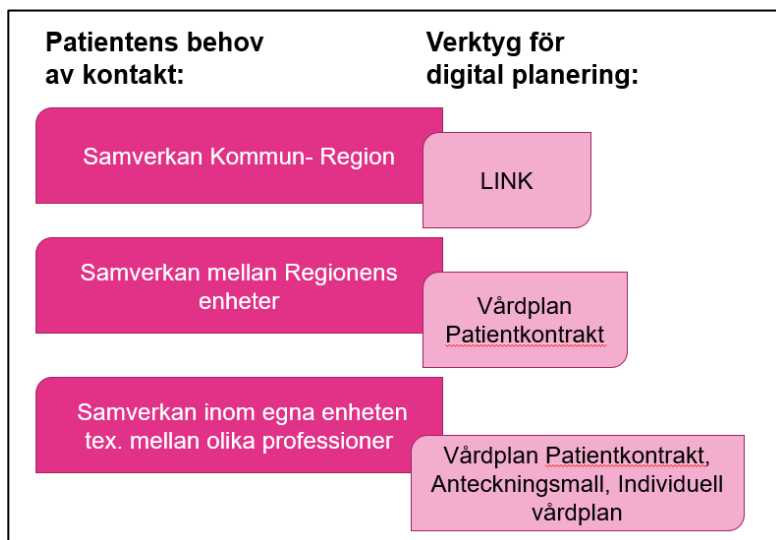 Patientens behov
av kontakt:
Verktyg för
digital planering:
Samverkan Kommun- Region
LINK
Samverkan mellan Regionens
enheter
Vårdplan
Patientkontrakt
Samverkan inom egna enheten
tex. mellan olika professioner
Vårdplan Patientkontrakt,
Anteckningsmall, Individuell
vårdplan